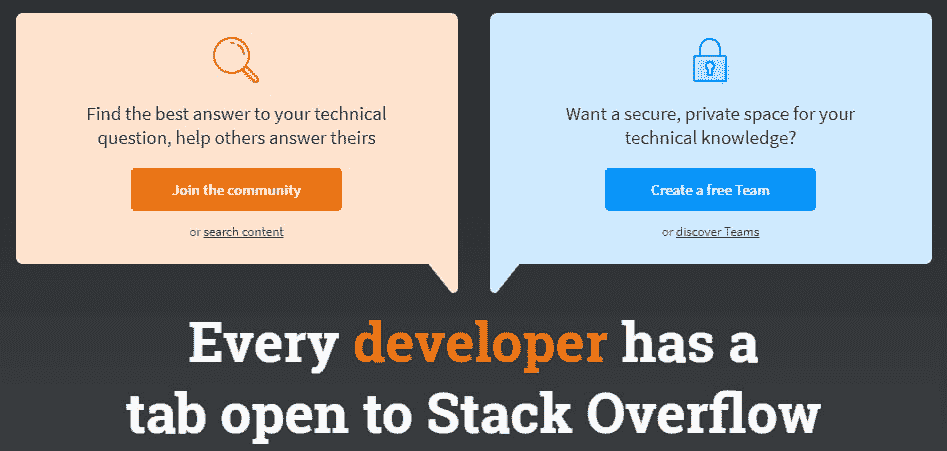 Find the best answer to your technical
question, help others answer theirs
Join the community
or search content
Want a secure, private space for your
technical knowledge?
Create a free Team
or discover Teams
Every developer has a
tab open to Stack Overflow